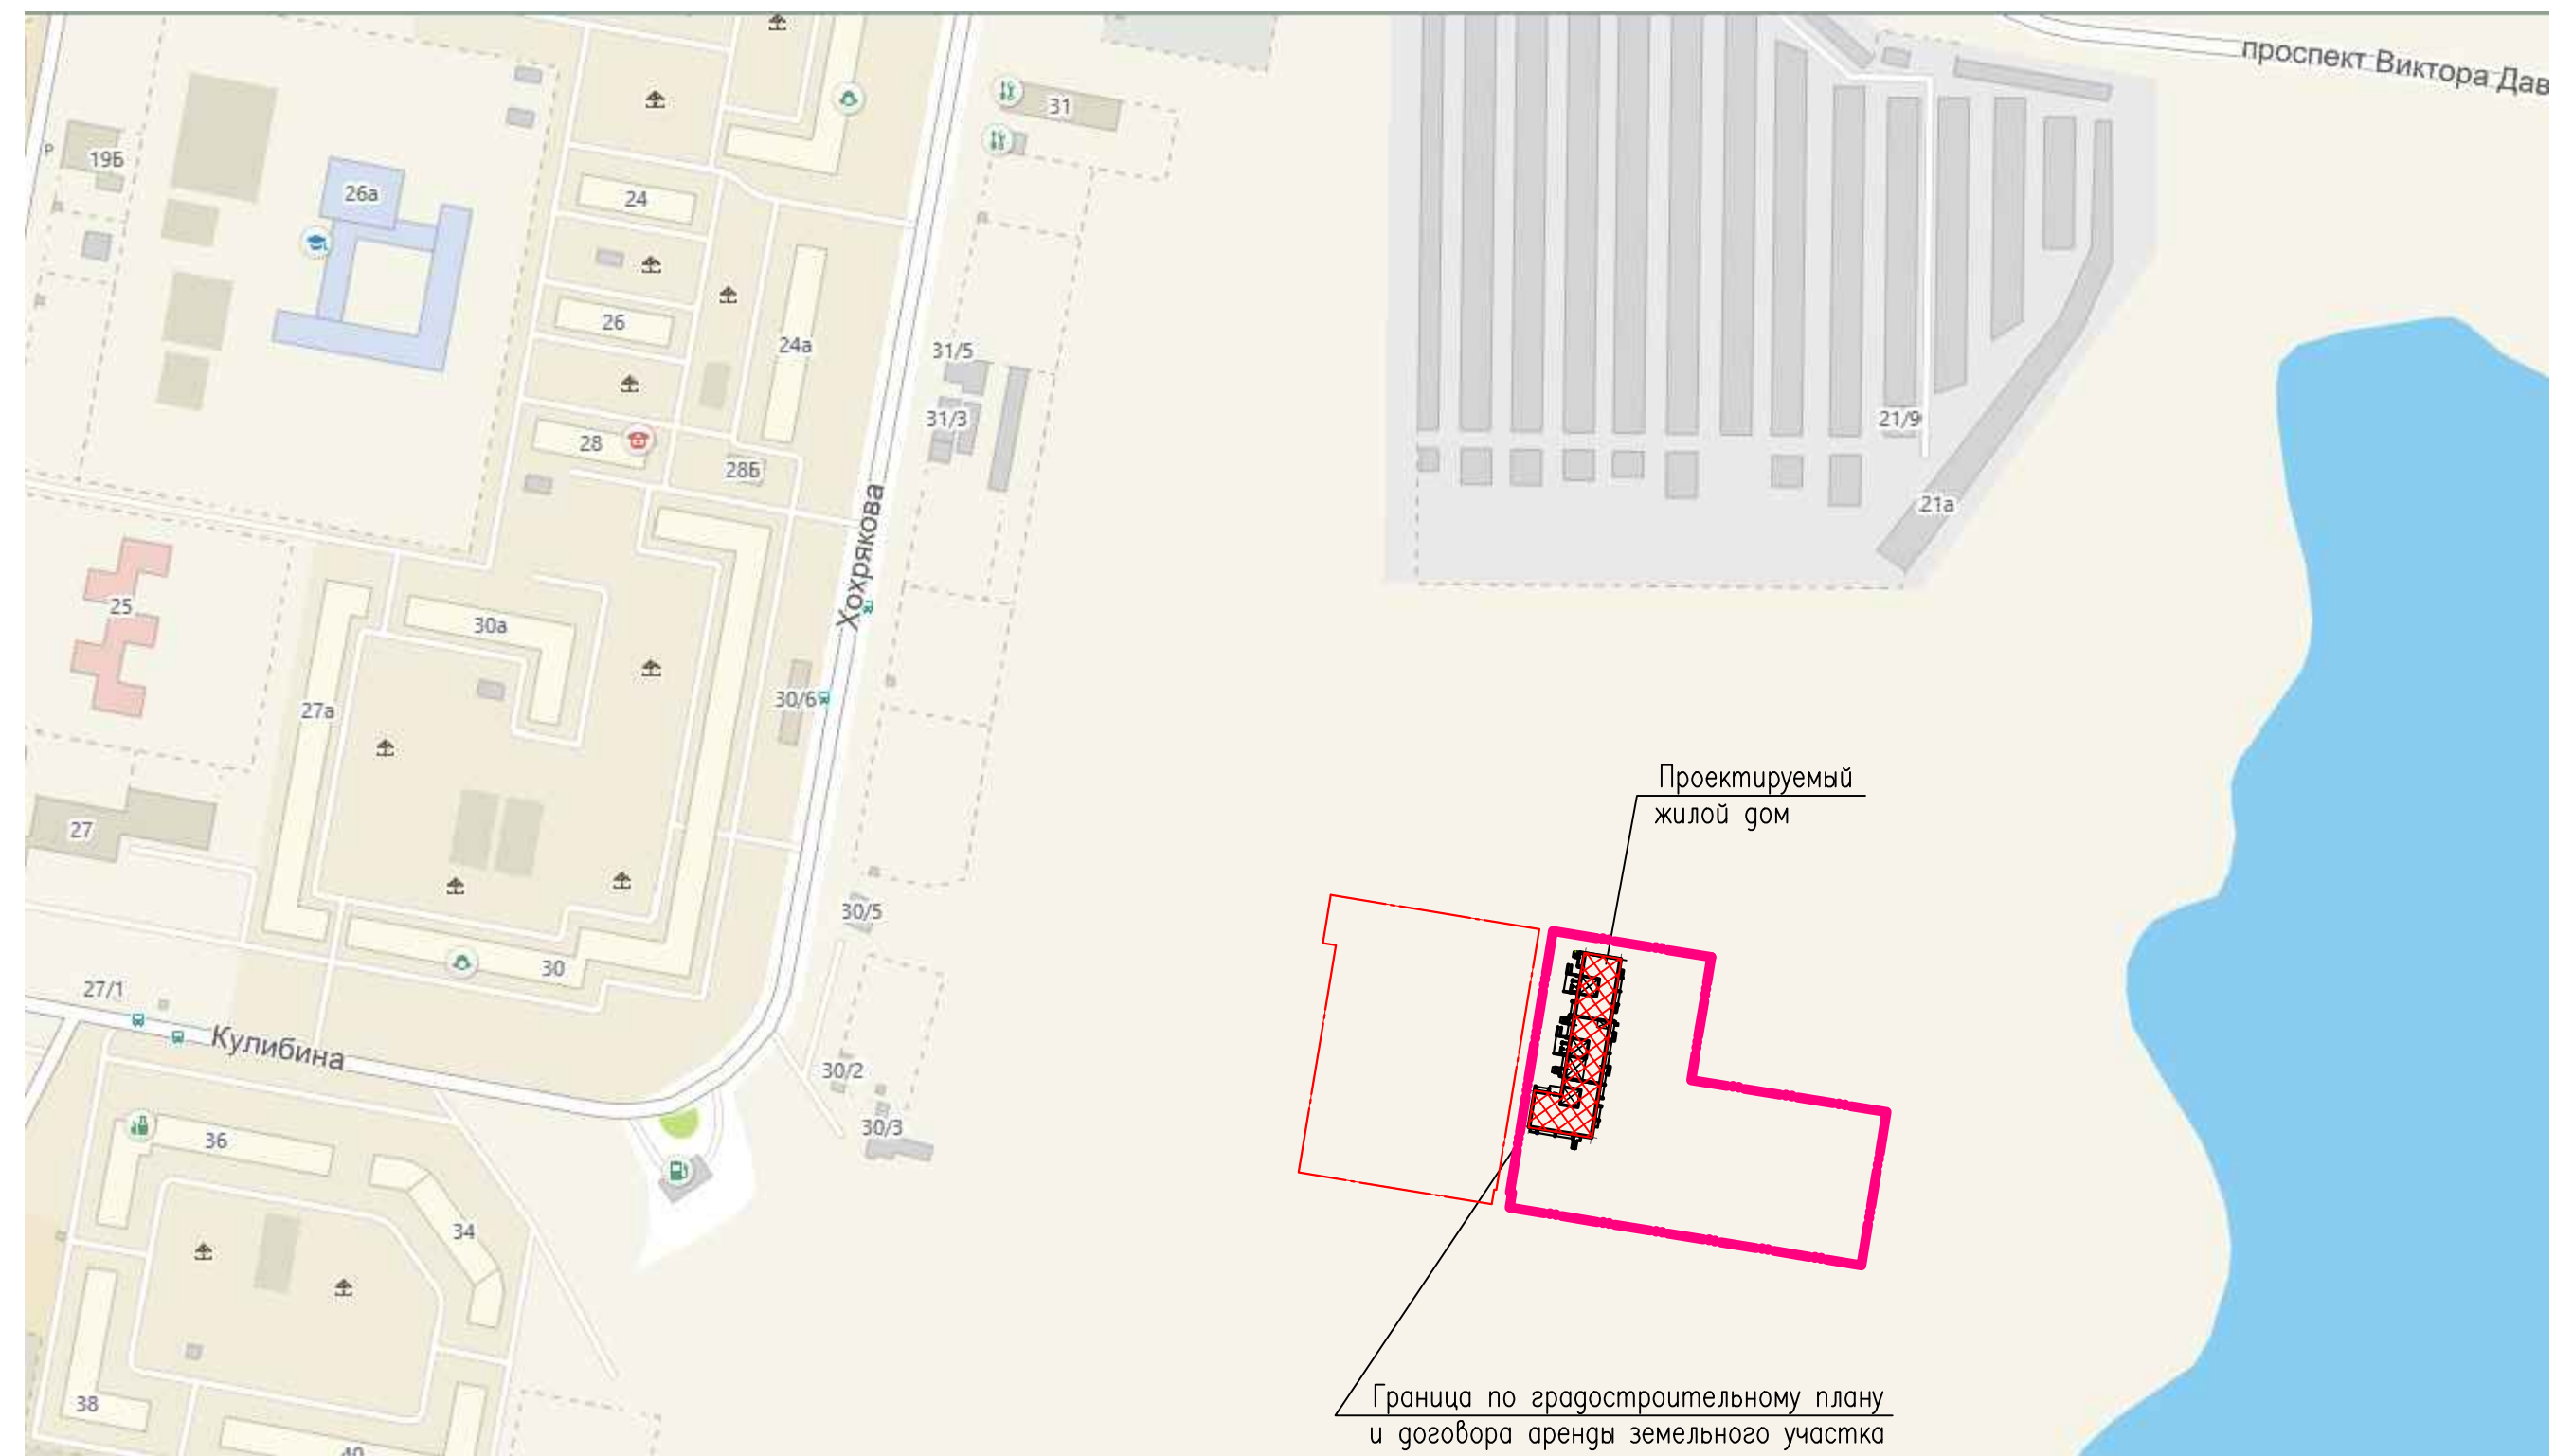 проспект Виктора Дав
31
19Б
Р
26а
24
26
24а
31/5
31/3
28
28Б
21/9
21а
Хохрякова
25
30а
27а
30/6
27
Проектируемый
жилой дом
30/5
30
27/1
Кулибина
30/2
30/3
36
34
38
40
Граница по градостроительному плану
и договора аренды земельного участка